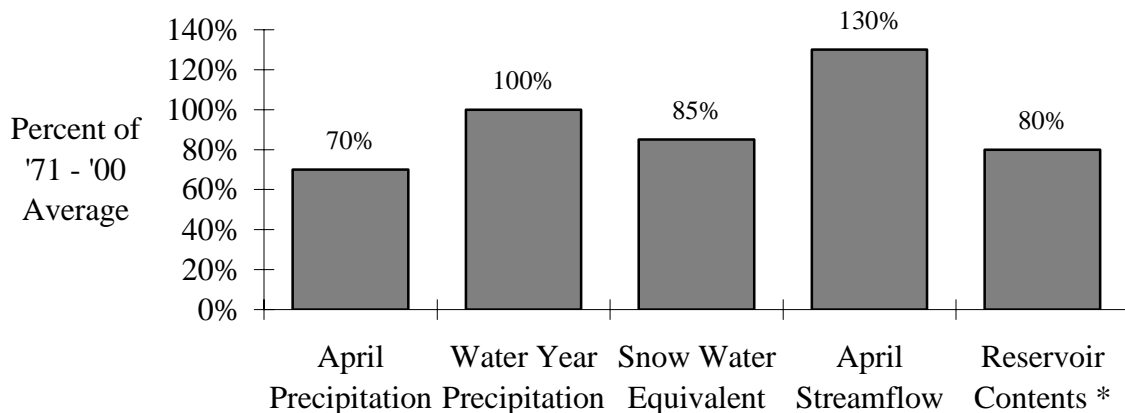 140%
120%
100%
80%
60%
40%
20%
0%
Percent of
'71 - '00
Average
70%
100%
85%
130%
80%
April
Precipitation
Water Year
Precipitation
Snow Water
Equivalent
April
Streamflow
Reservoir
Contents *